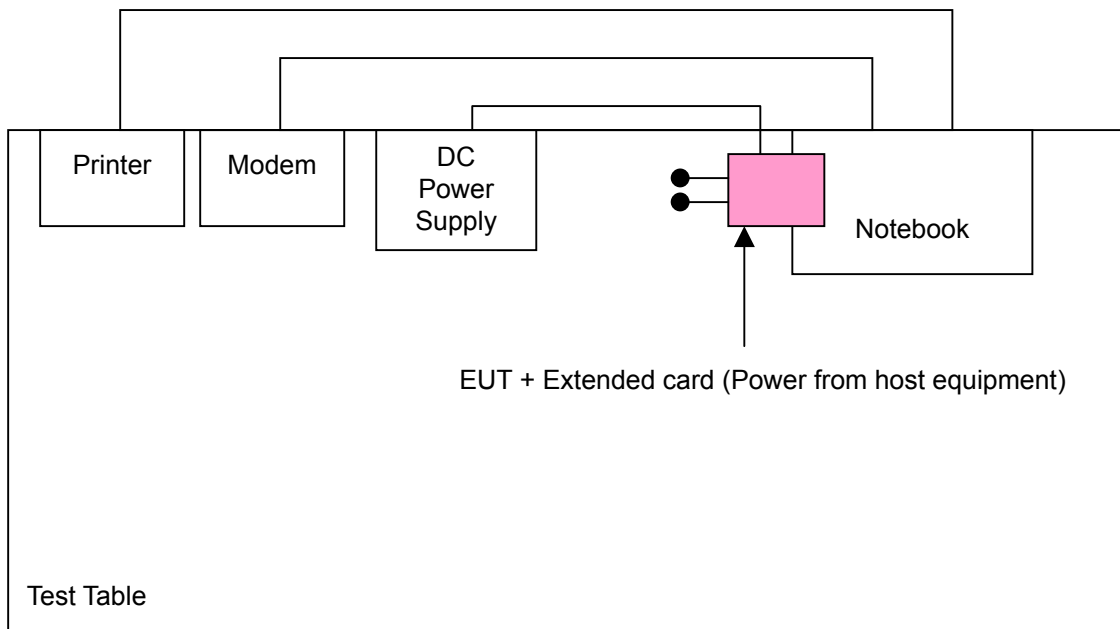 Printer
Modem
DC
Power
Supply
Notebook
EUT + Extended card (Power from host equipment)
Test Table